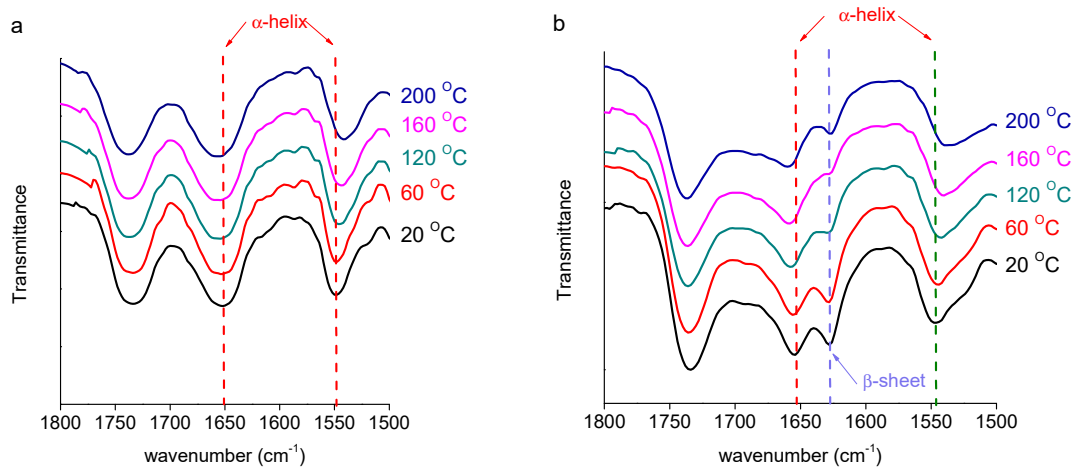 a
α-helix
200 °C
160 °C
120 °C
60 °C
20 °C
Transmittance
1800 1750 1700 1650 1600 1550 1500
wavenumber (cm⁻¹)
b
α-helix
200 °C
160 °C
120 °C
60 °C
20 °C
β-sheet
Transmittance
1800 1750 1700 1650 1600 1550 1500
wavenumber (cm⁻¹)